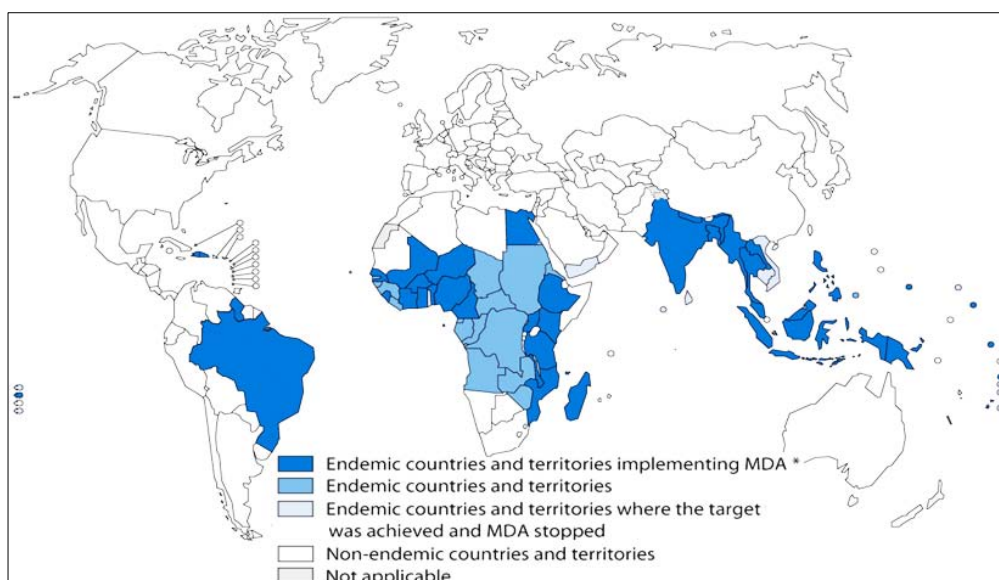 Endemic countries and territories implementing MDA *
Endemic countries and territories
Endemic countries and territories where the target
was achieved and MDA stopped
Non-endemic countries and territories
Not applicable